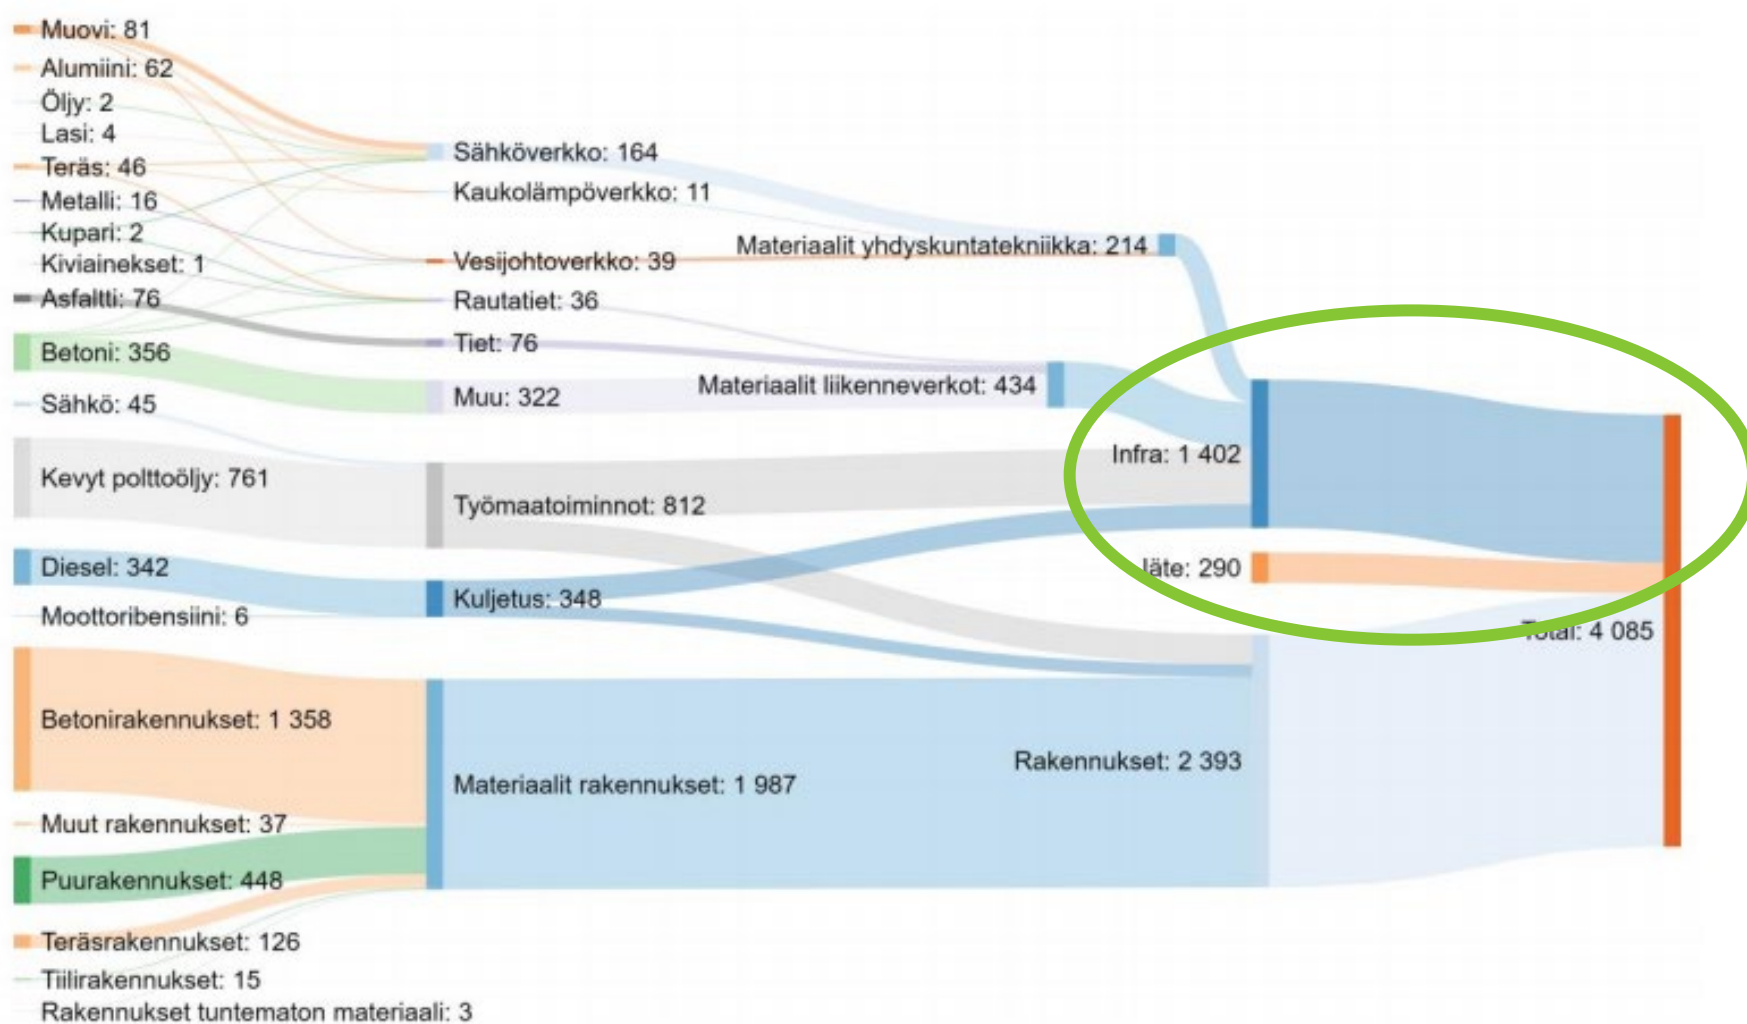 Muovi: 81
Alumiini: 62
Öljy: 2
Lasi: 4
Teräs: 46
Metalli: 16
Kupari: 2
Kiviainekset: 1
Asfaltti: 76
Betoni: 356
Sähkö: 45
Kevyt polttoöljy: 761
Diesel: 342
Moottoribensiini: 6
Betonirakennukset: 1 358
Muut rakennukset: 37
Puurakennukset: 448
Teräsrakennukset: 126
Tiilirakennukset: 15
Rakennukset tuntematon materiaali: 3
Sähköverkko: 164
Kaukolämpöverkko: 11
Vesijohtoverkko: 39
Rautatiet: 36
Tiet: 76
Muu: 322
Työmaatoiminnot: 812
Kuljetus: 348
Materiaalit rakennukset: 1 987
Materiaalit yhdyskuntatekniikka: 214
Materiaalit liikenneverkot: 434
Infra: 1 402
Jäte: 290
Rakennukset: 2 393
Total: 4 085